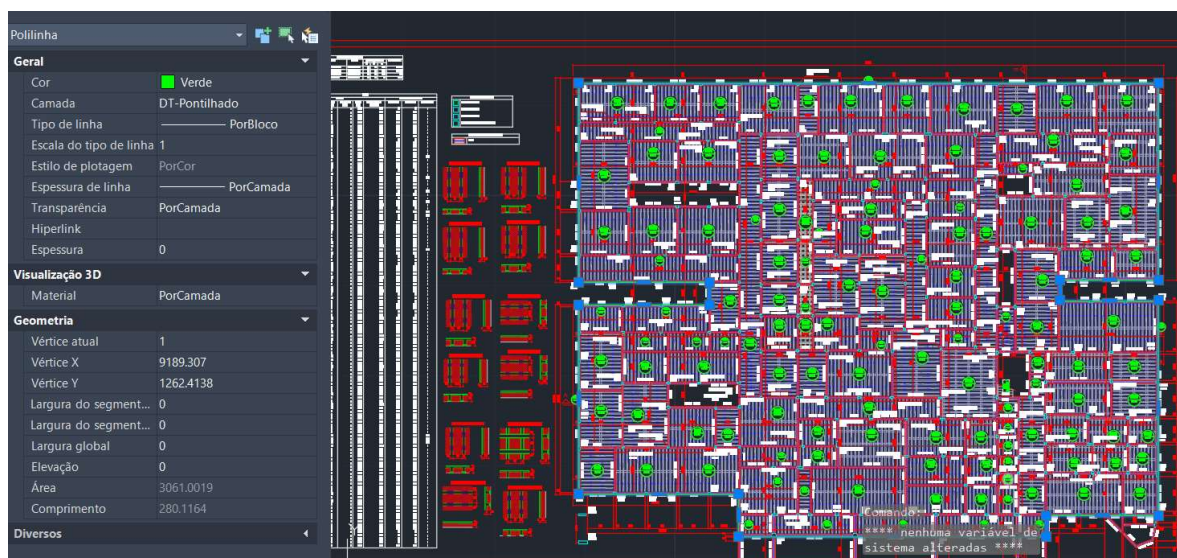 Polilinha
Geral
Cor Verde
Camada DT-Pontilhado
Tipo de linha PorBloco
Escala do tipo de linha 1
Estilo de plotagem PorCor
Espessura de linha PorCamada
Transparência PorCamada
Hiperlink
Espessura 0
Visualização 3D
Material PorCamada
Geometria
Vértice atual 1
Vértice X 9189.307
Vértice Y 1262.4138
Largura do segment... 0
Largura do segment... 0
Largura global 0
Elevação 0
Área 3061.0019
Comprimento 280.1164
Diversos
Comando:
**** nenhuma variável de
sistema alteradas ****